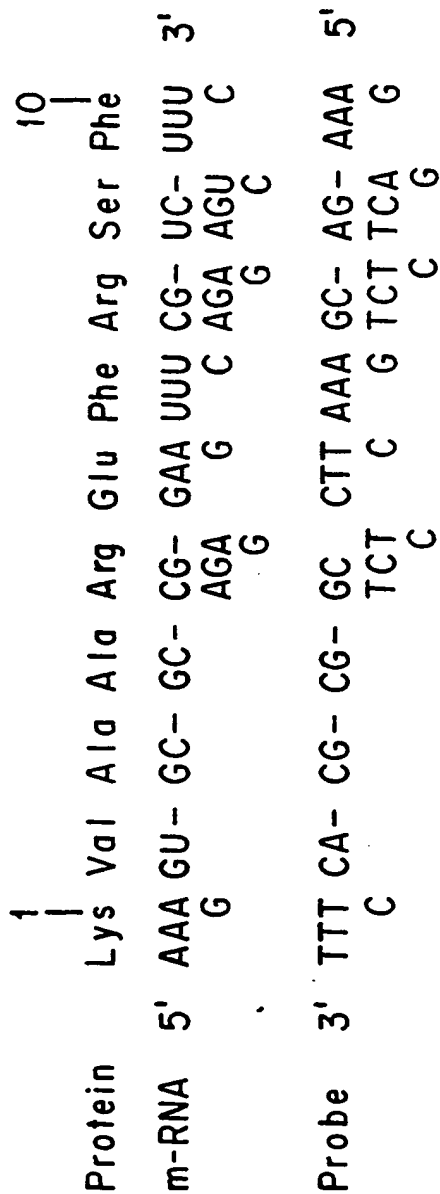 1 10
Protein Lys Val Ala Ala Arg Glu Phe Arg Ser Phe
m-RNA 5' AAA GU- GC- GC- CG- GAA UUU CG- UC- UUU 3'
G AGA G C AGA AGU C
G G C
Probe 3' TTT CA- CG- CG- GC CTT AAA GC- AG- AAA 5'
C TCT C G TCT TCA G
C C G